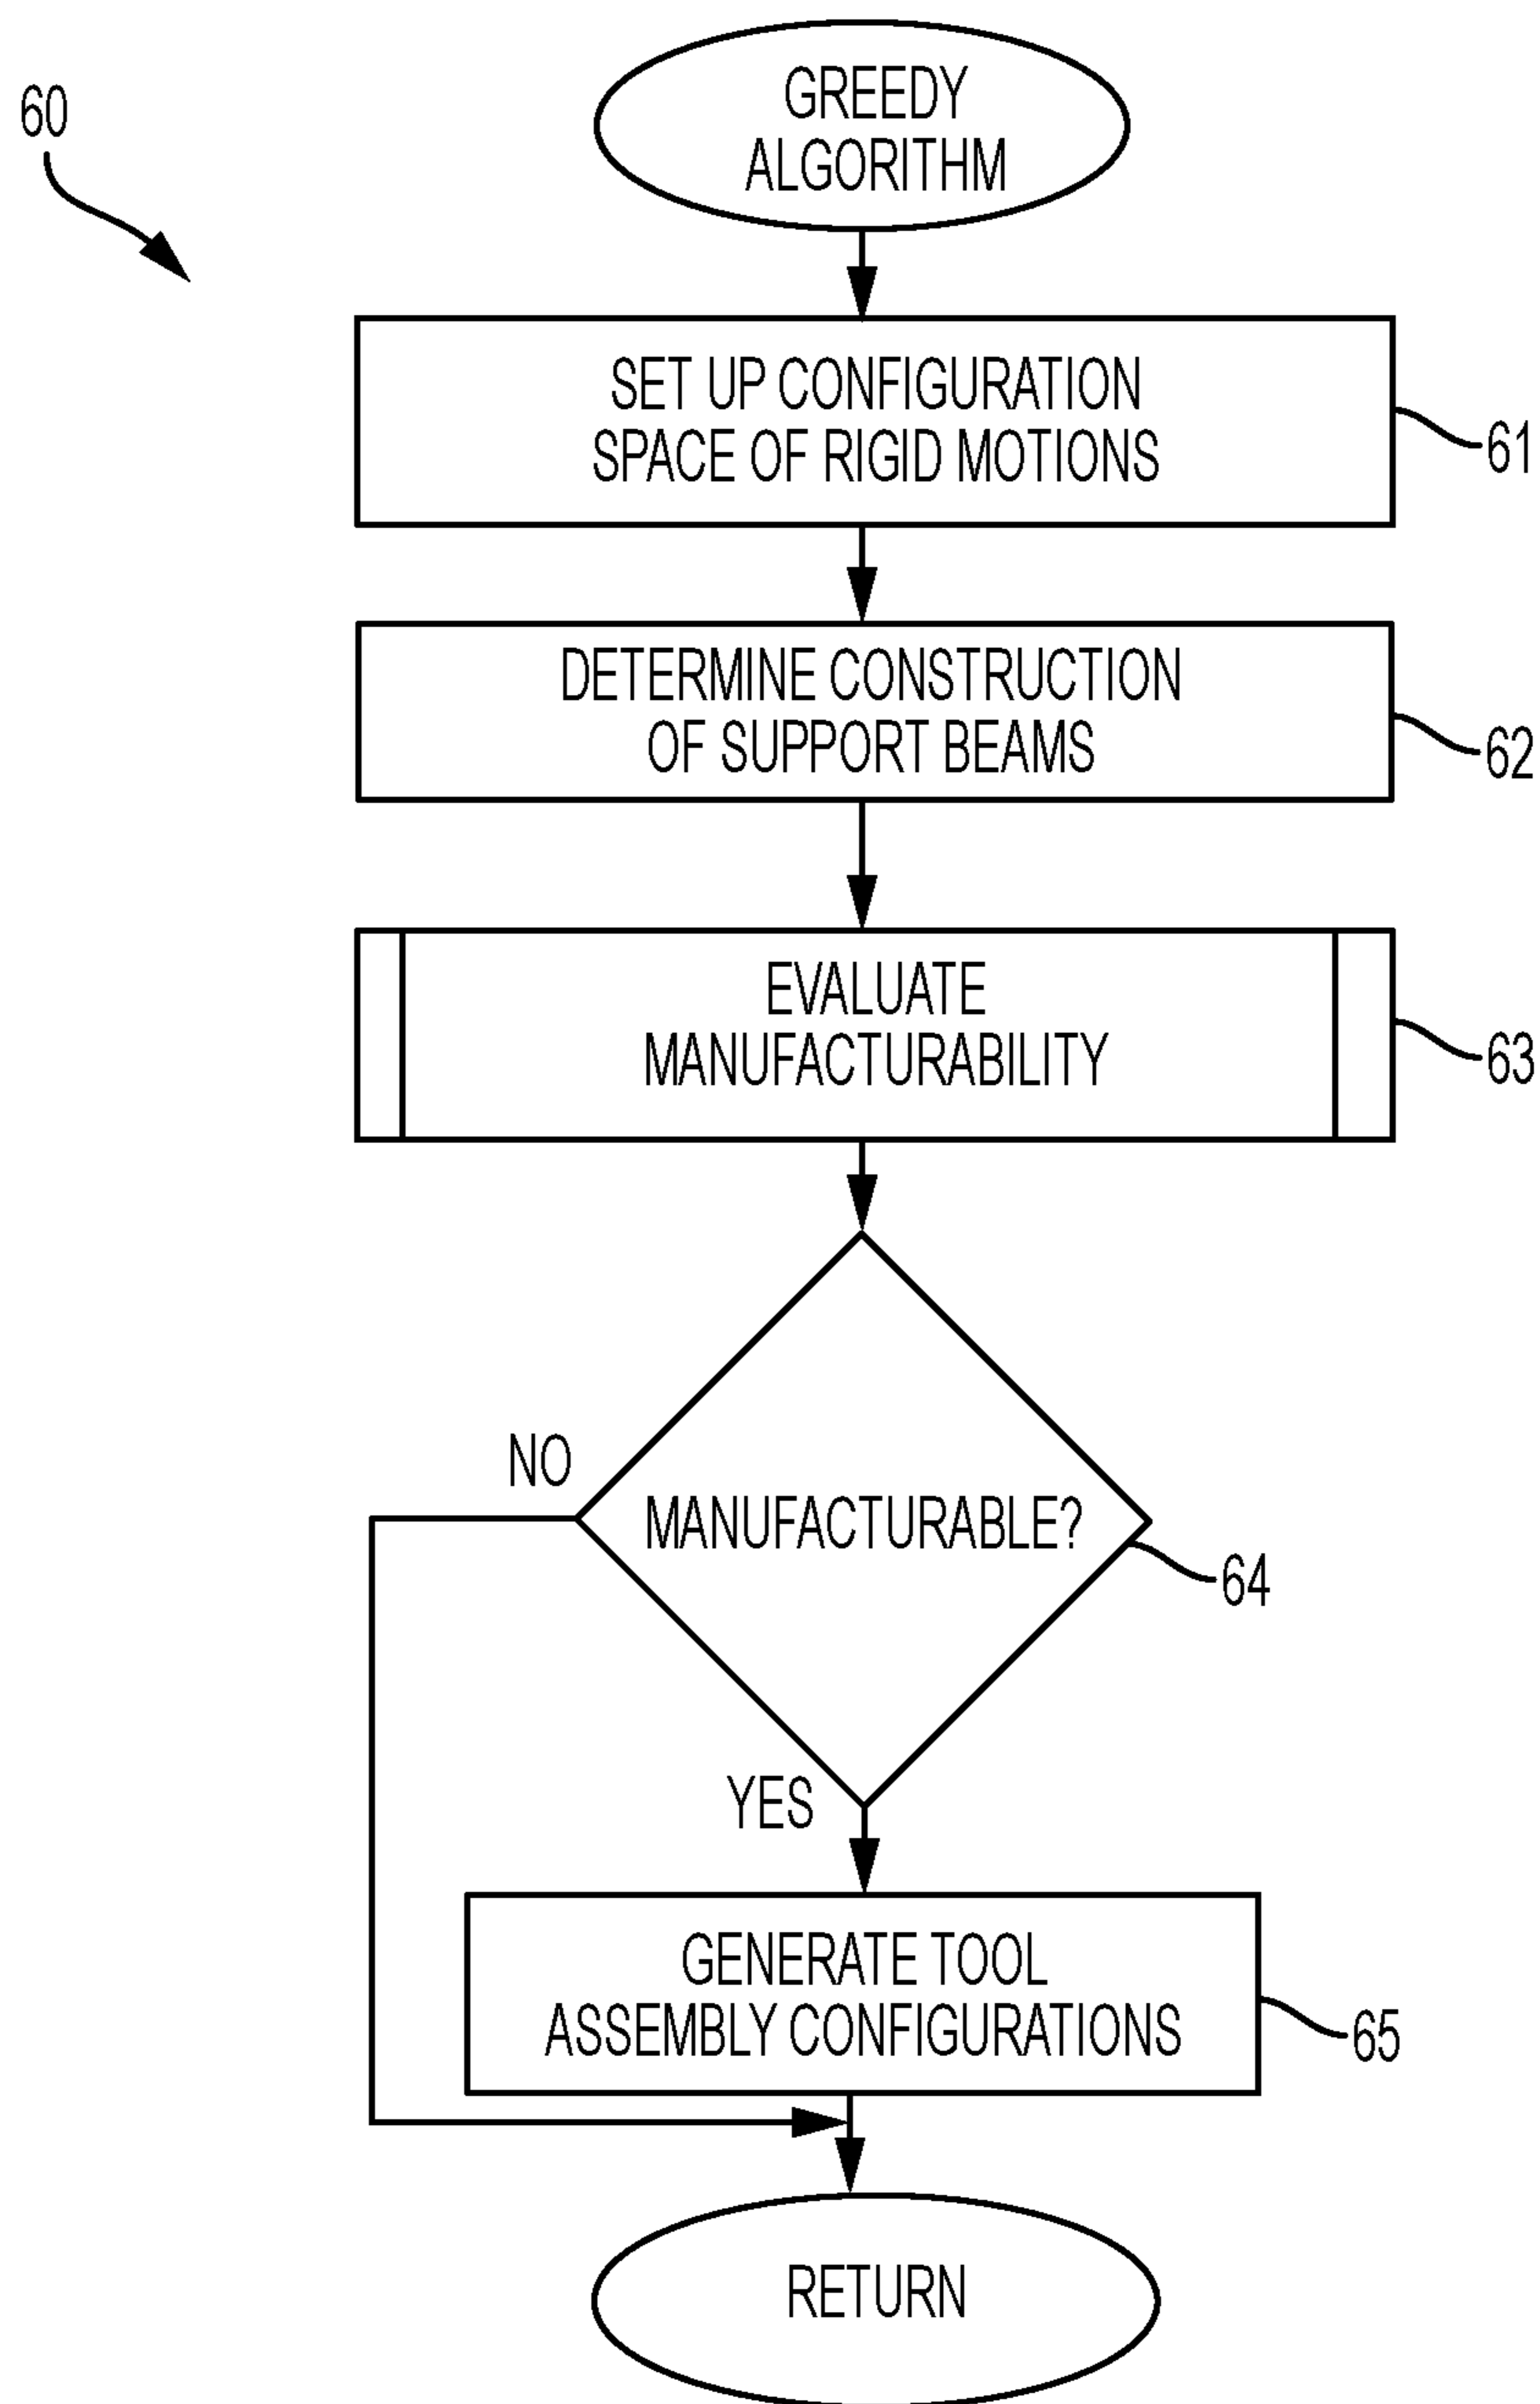 60
GREEDY
ALGORITHM
SET UP CONFIGURATION
SPACE OF RIGID MOTIONS
61
DETERMINE CONSTRUCTION
OF SUPPORT BEAMS
62
EVALUATE
MANUFACTURABILITY
63
NO
MANUFACTURABLE?
64
YES
GENERATE TOOL
ASSEMBLY CONFIGURATIONS
65
RETURN